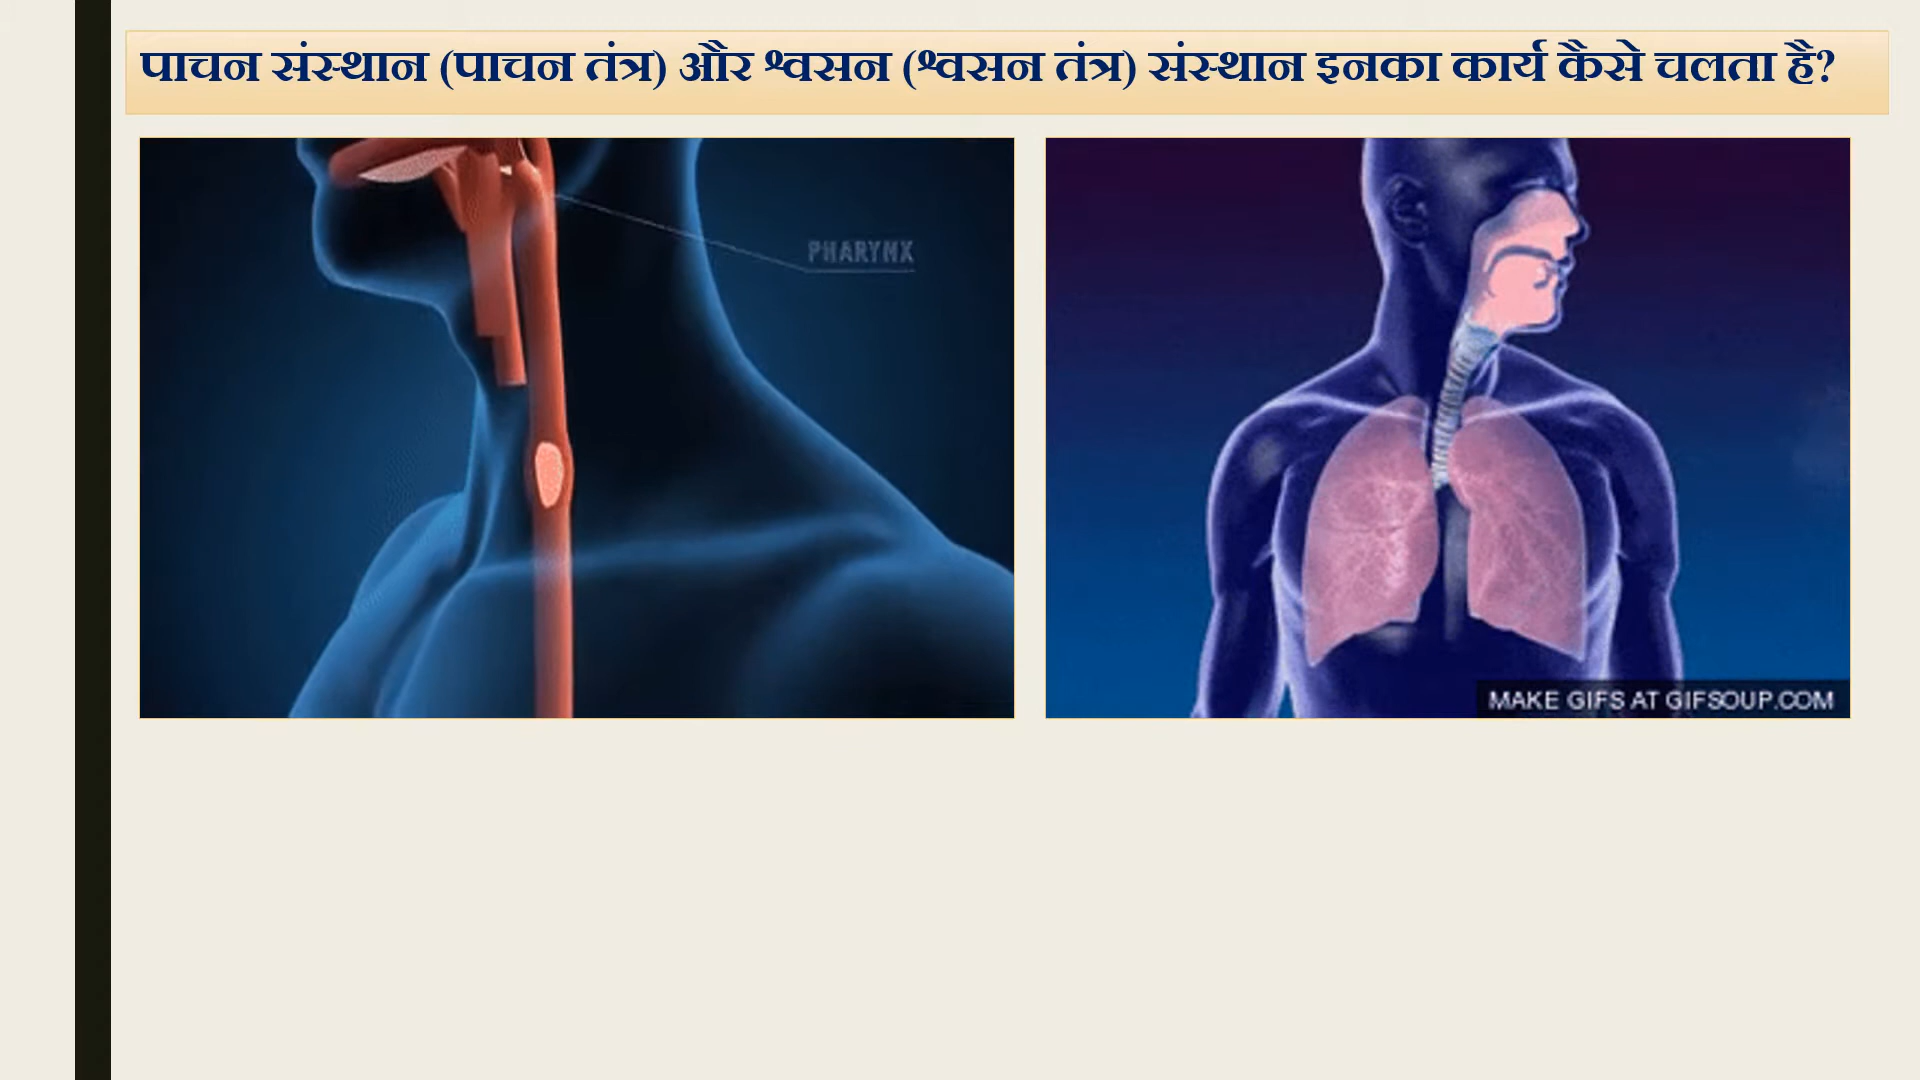 पाचन संस्थान (पाचन तंत्र) और श्वसन (श्वसन तंत्र) संस्थान इनका कार्य कैसे चलता है?
PHARYNX
MAKE GIFS AT GIFSOUP.COM